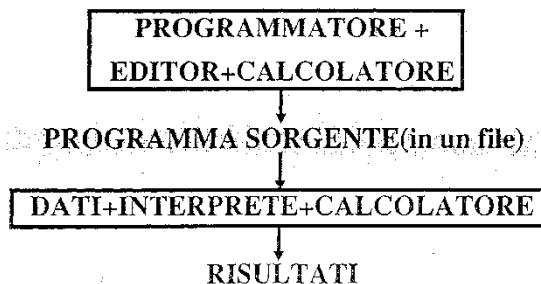 PROGRAMMATORE +
EDITOR+CALCOLATORE
PROGRAMMA SORGENTE(in un file)
DATI+INTERPRETE+CALCOLATORE
RISULTATI